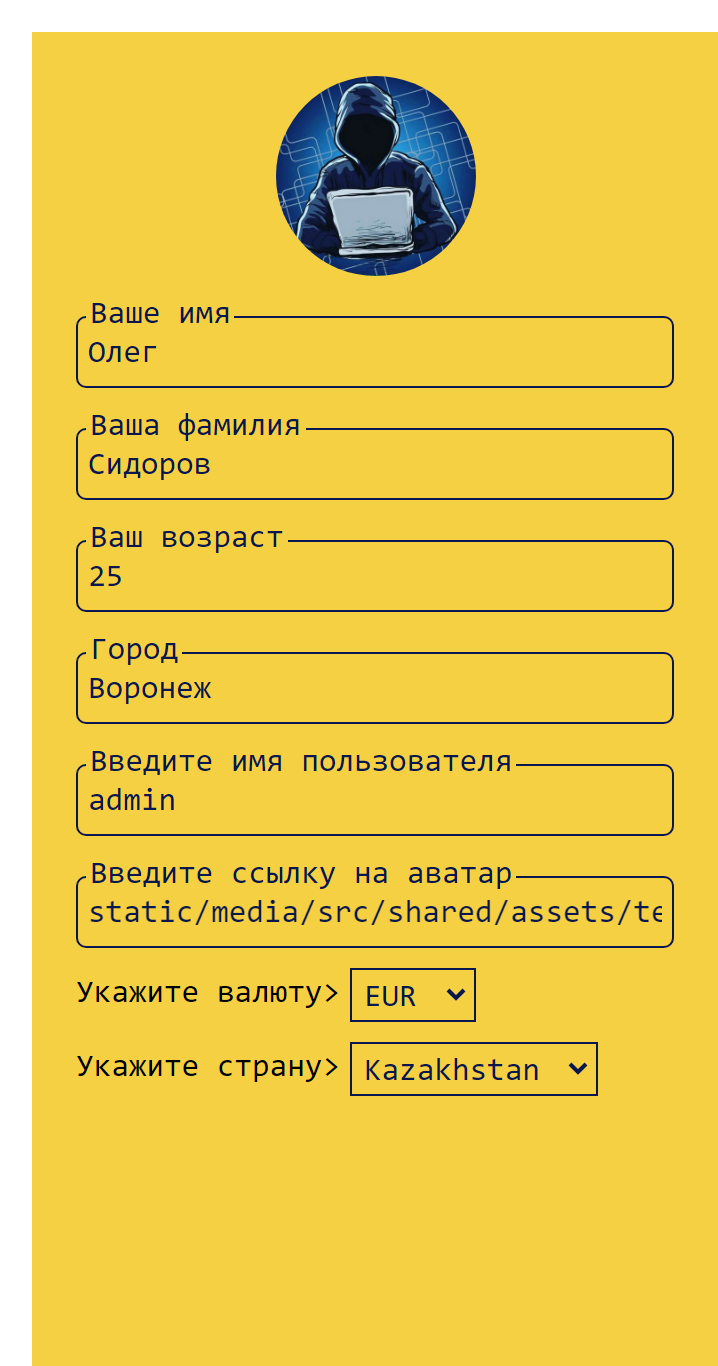 Ваше имя
Олег
Ваша фамилия
Сидоров
Ваш возраст
25
Город
Воронеж
Введите имя пользователя
admin
Введите ссылку на аватар
static/media/src/shared/assets/te
Укажите валюту> EUR
Укажите страну> Kazakhstan